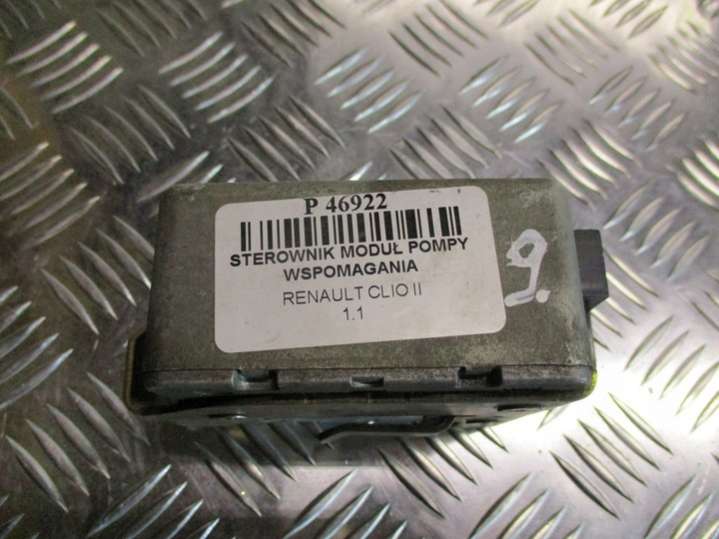 P 46922
STEROWNIK MODUŁ POMPY
WSPOMAGANIA
RENAULT CLIO II
1.1
9.